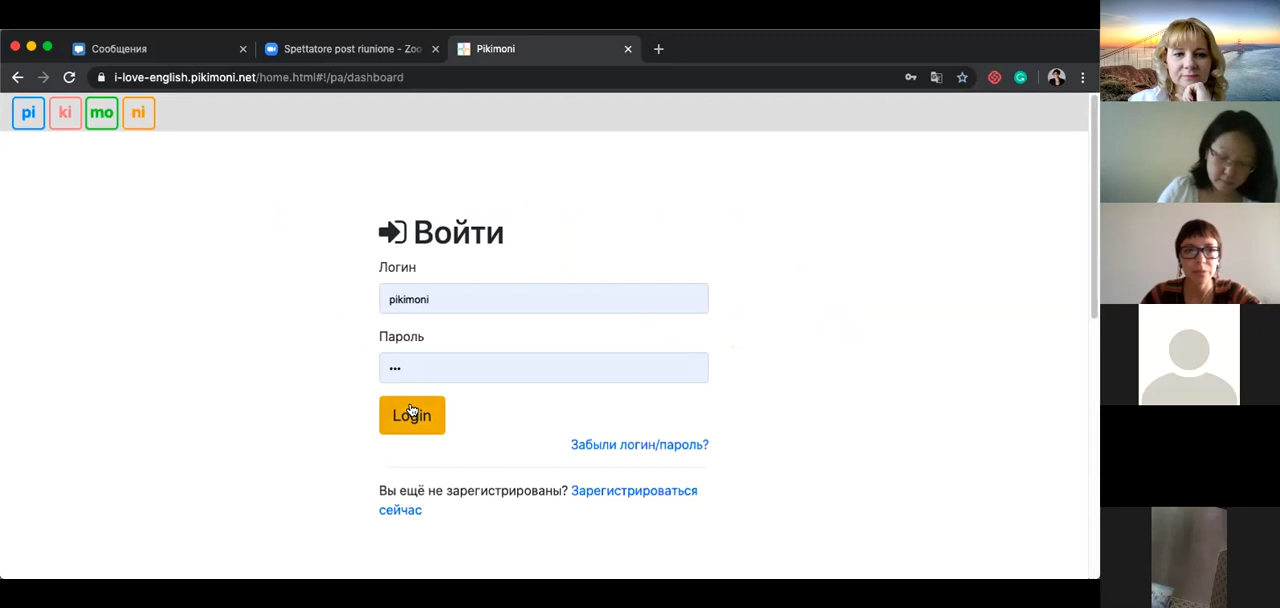 Сообщения
Spettatore post riunione - Zoo
Pikimoni
i-love-english.pikimoni.net/home.html#!/pa/dashboard
pi ki mo ni
Войти
Логин
pikimoni
Пароль
•••
Login
Забыли логин/пароль?
Вы ещё не зарегистрированы? Зарегистрироваться
сейчас